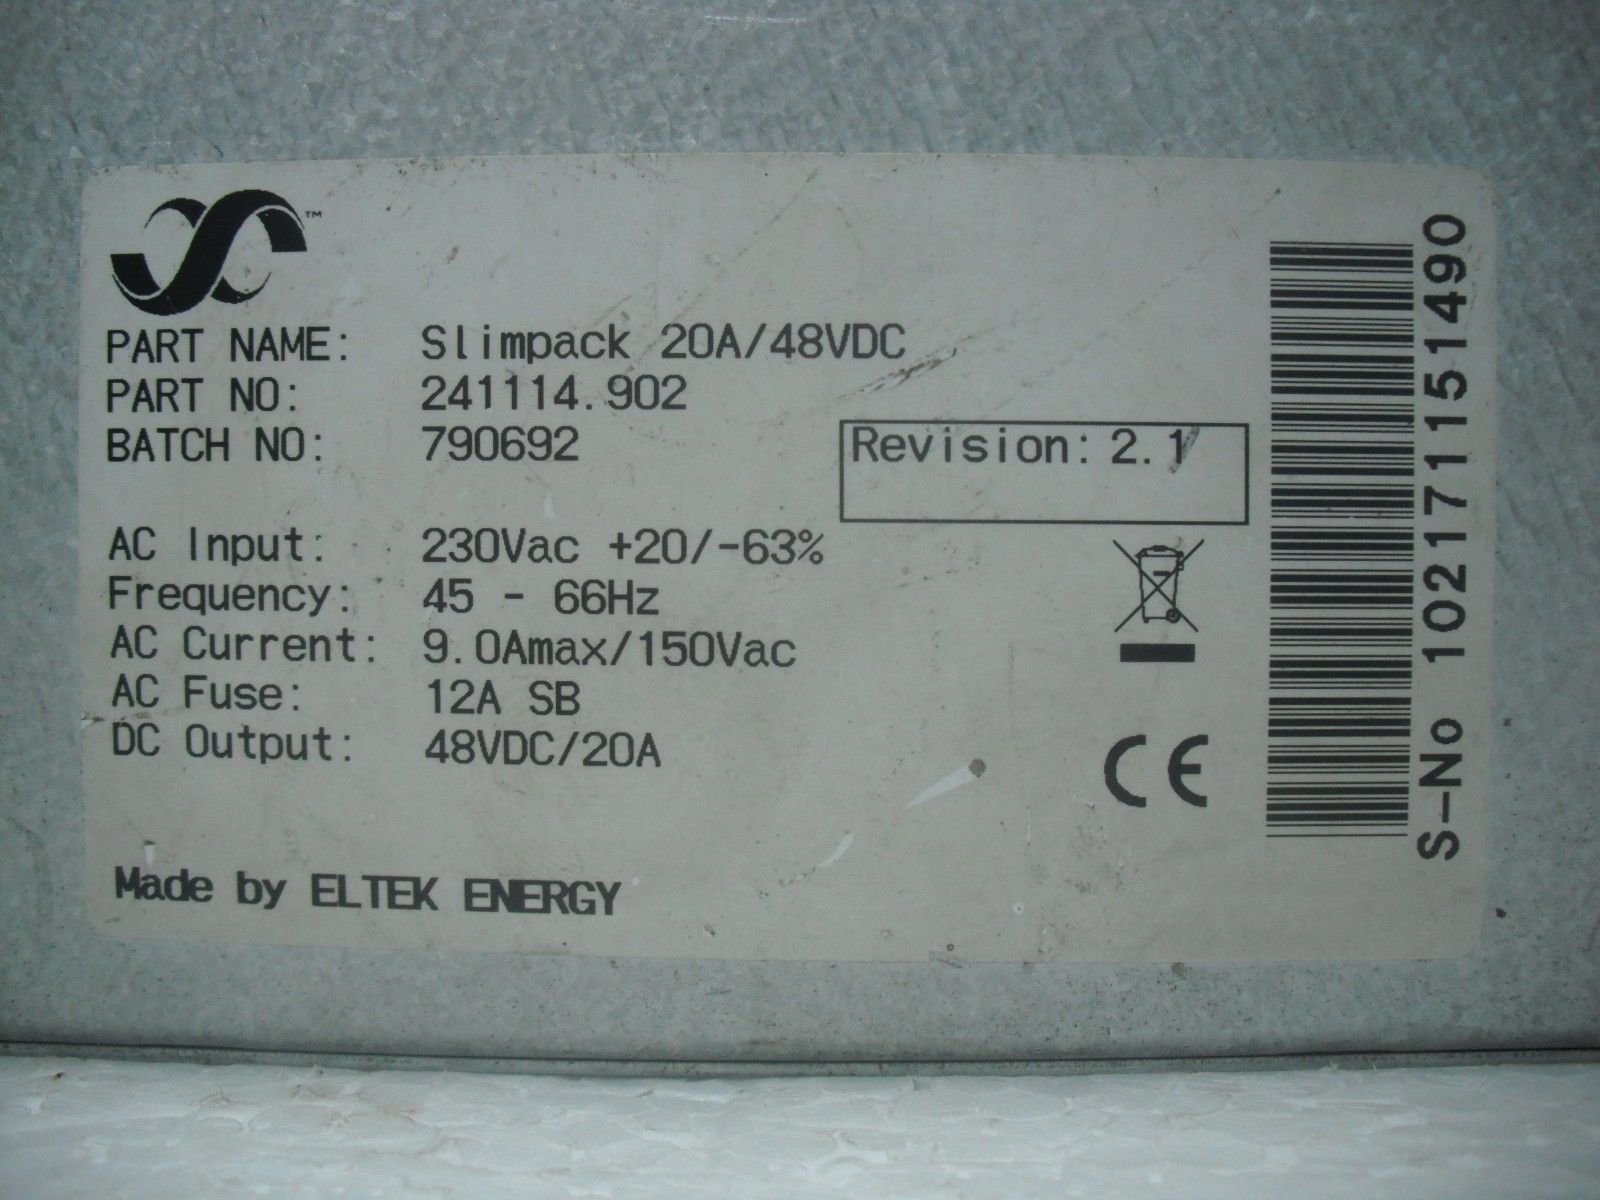 ™
PART NAME: Slimpack 20A/48VDC
PART NO: 241114.902
BATCH NO: 790692
Revision: 2.1
AC Input: 230Vac +20/-63%
Frequency: 45 - 66Hz
AC Current: 9.0Amax/150Vac
AC Fuse: 12A SB
DC Output: 48VDC/20A
CE
Made by ELTEK ENERGY
S-No 102171151490